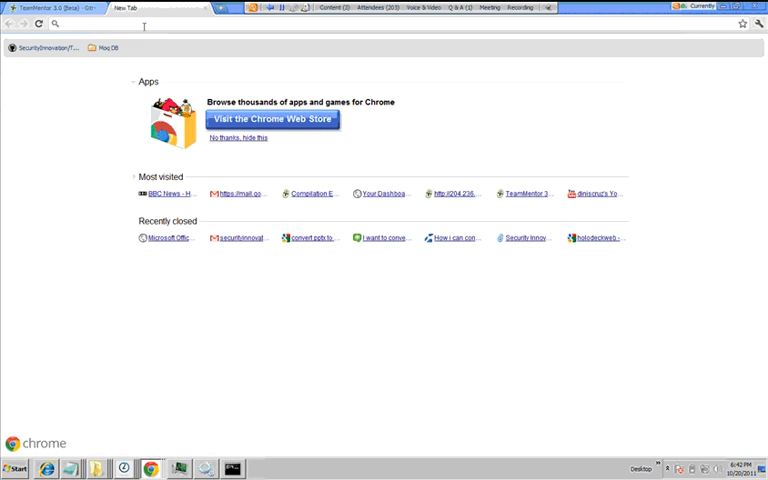 TeamMentor 3.0 (Beta) - Git
New Tab
Content (3)
Attendees (203)
Voice & Video
Q & A (1)
Meeting
Recording
Currently
SecurityInnovation/T...
Moq DB
Apps
Browse thousands of apps and games for Chrome
Visit the Chrome Web Store
No thanks, hide this
Most visited
BBC News - H...
https://mail.go...
Compilation E...
Your Dashboa...
http://204.236....
TeamMentor 3...
diniscruz's Yo...
Recently closed
Microsoft Offic...
securityinnovat...
convert pptx to...
I want to conve...
How i can con...
Security Innov...
holodeckweb -...
chrome
Start
Desktop
6:42 PM
10/20/2011